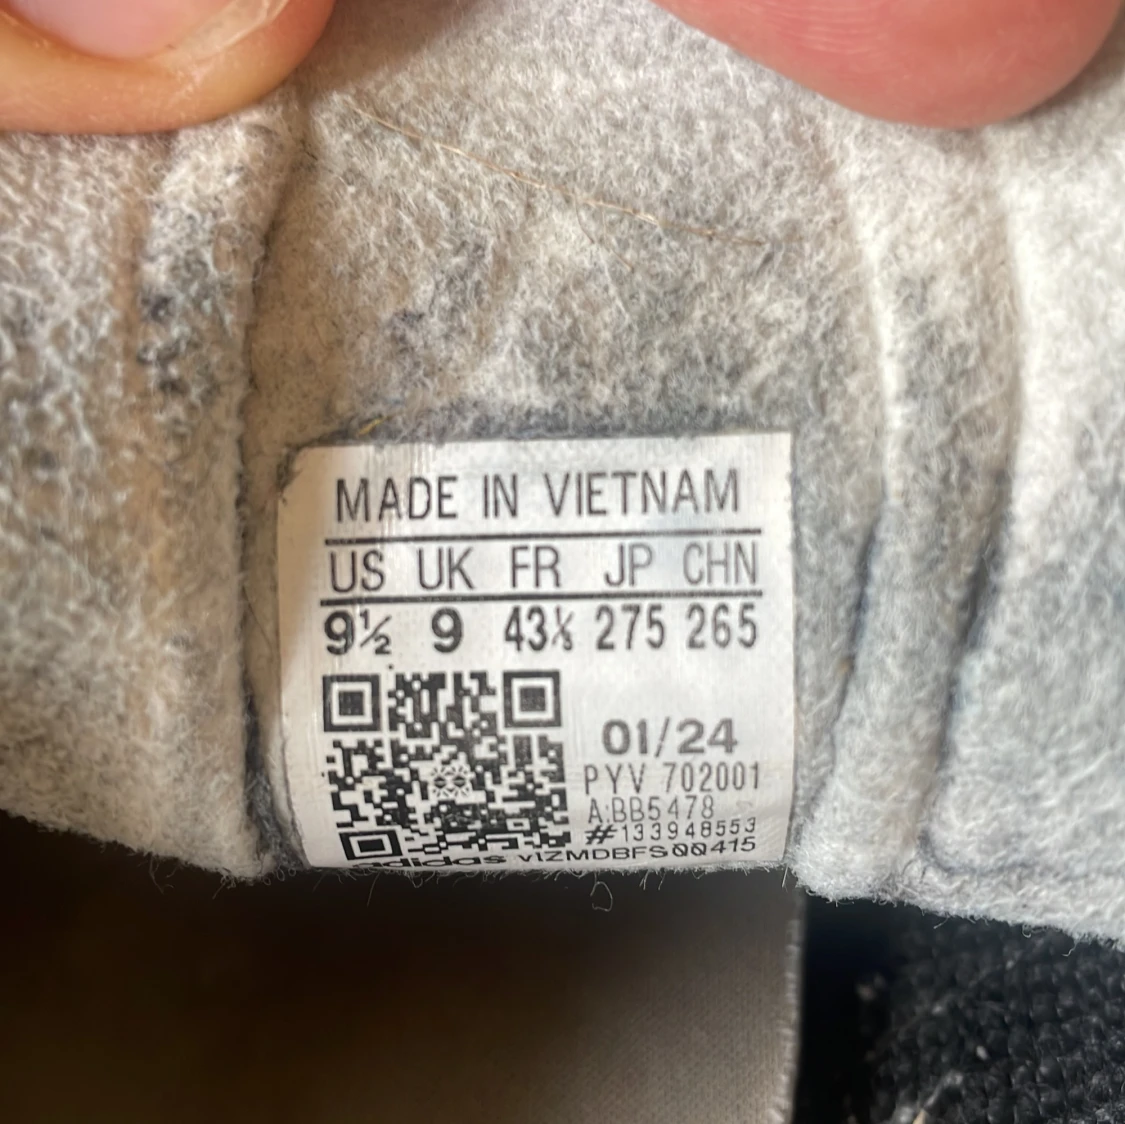 MADE IN VIETNAM
US UK FR JP CHN
9½ 9 43⅓ 275 265
01/24
PYV 702001
A:BB5478
#133948553
adidas v1ZMDBFS00415